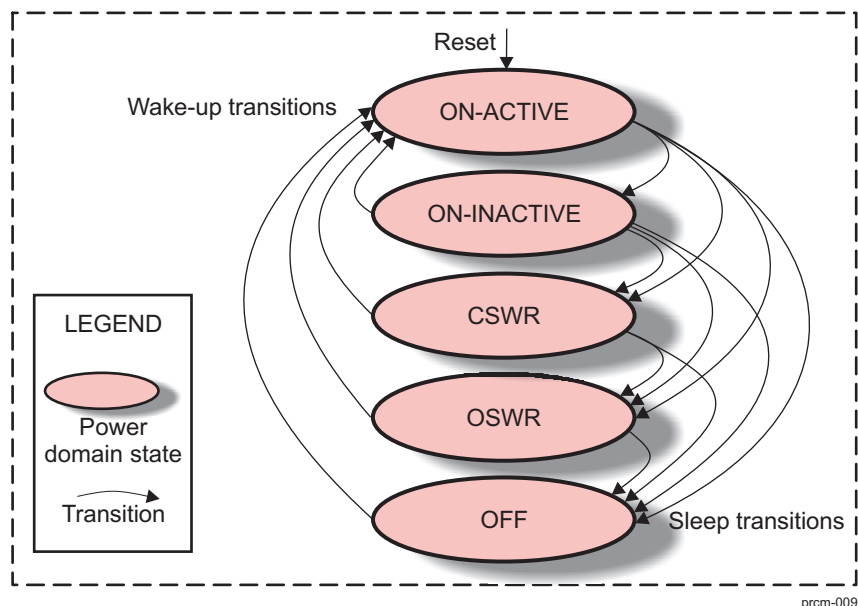 Reset
Wake-up transitions
ON-ACTIVE
ON-INACTIVE
CSWR
OSWR
OFF
Sleep transitions
LEGEND
Power
domain state
Transition
prcm-009